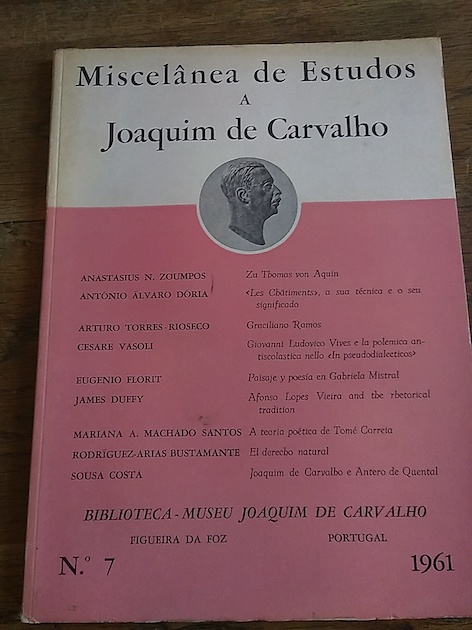 Miscelânea de Estudos
A
Joaquim de Carvalho
ANASTASIUS N. ZOUMPOS Zu Thomas von Aquin
ANTÓNIO ÁLVARO DÓRIA «Les Châtiments», a sua técnica e o seu
significado
ARTURO TORRES-RIOSECO Graciliano Ramos
CESARE VASOLI Giovanni Ludovico Vives e la polemica an-
tiscolastica nello «In pseudodialecticos»
EUGENIO FLORIT Paisaje y poesía en Gabriela Mistral
JAMES DUFFY Afonso Lopes Vieira and the rhetorical
tradition
MARIANA A. MACHADO SANTOS A teoria poética de Tomé Correia
RODRÍGUEZ-ARIAS BUSTAMANTE El derecho natural
SOUSA COSTA Joaquim de Carvalho e Antero de Quental
BIBLIOTECA - MUSEU JOAQUIM DE CARVALHO
FIGUEIRA DA FOZ PORTUGAL
N.º 7 1961